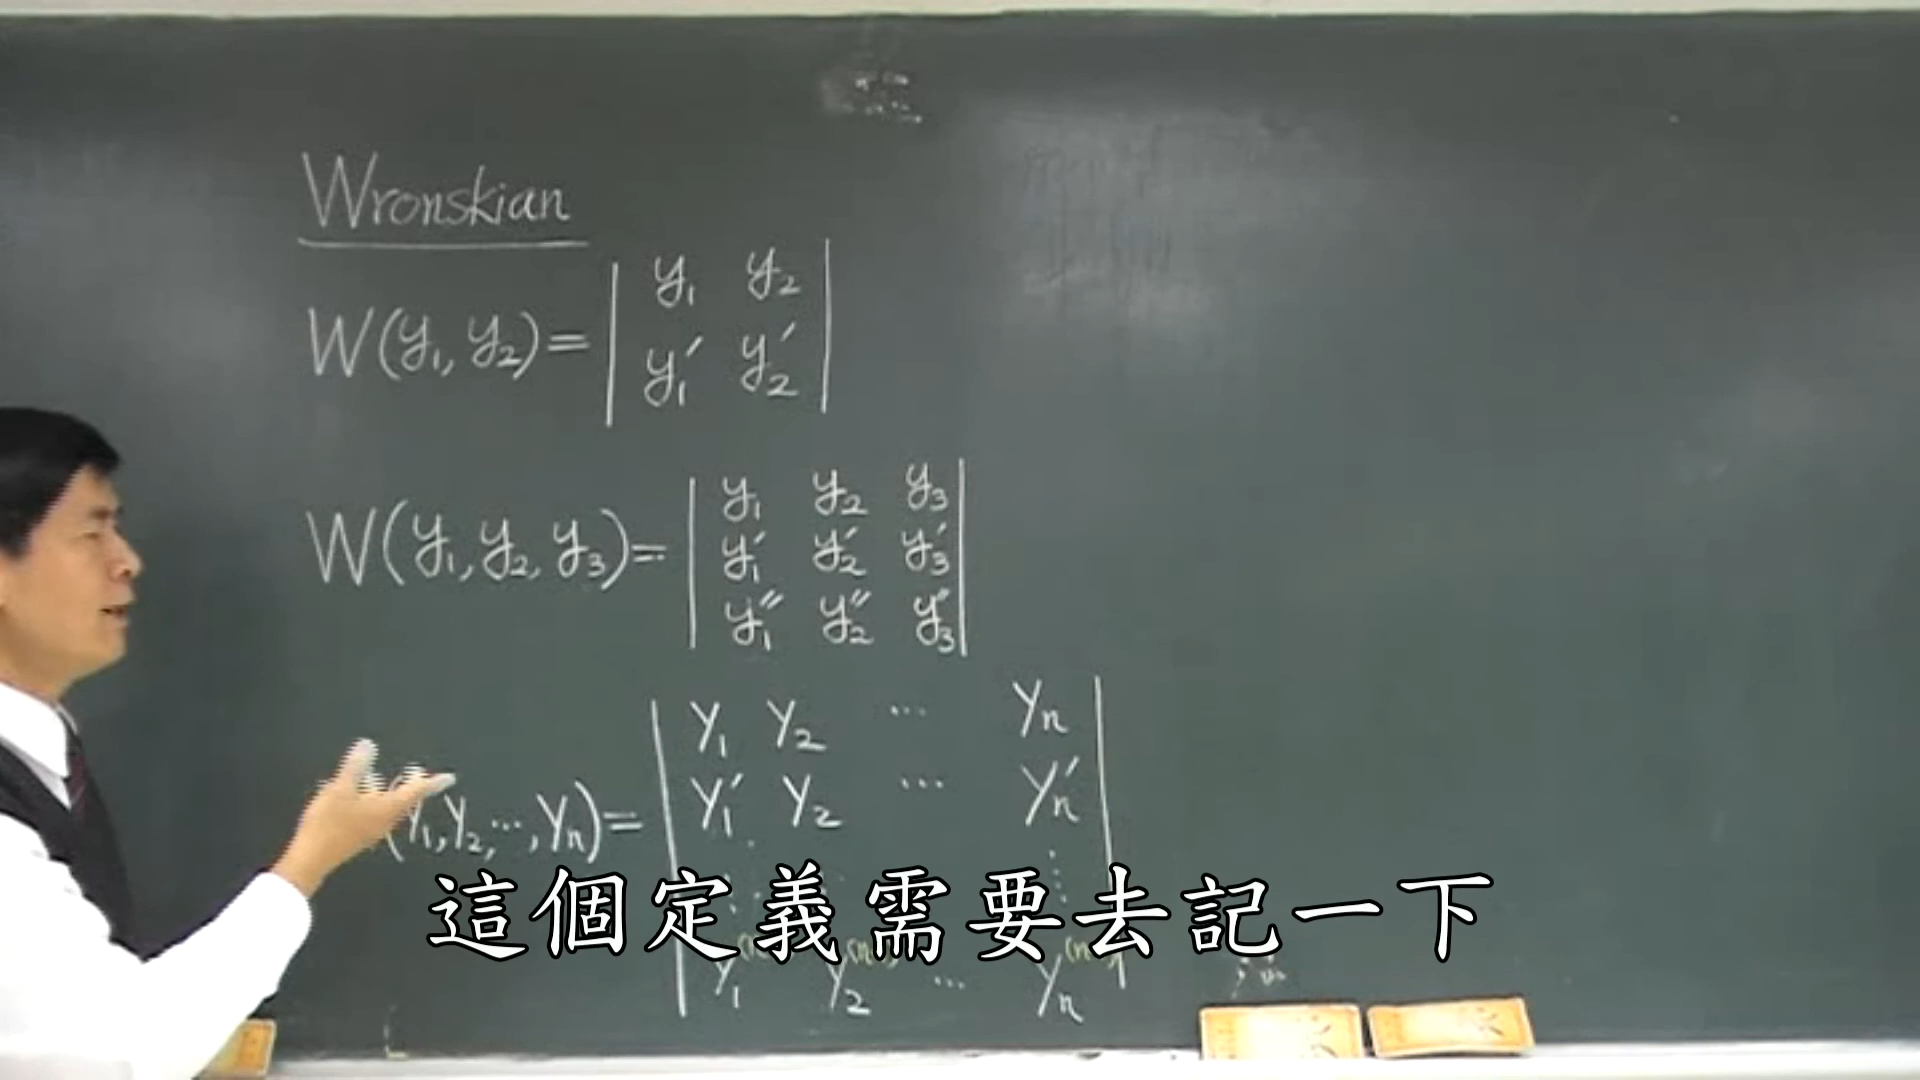 Wronskian
W(y₁, y₂) = | y₁ y₂ |
| y₁′ y₂′ |
W(y₁, y₂, y₃) = | y₁ y₂ y₃ |
| y₁′ y₂′ y₃′ |
| y₁″ y₂″ y₃″ |
(y₁, y₂, ⋯, yₙ) = | y₁ y₂ ⋯ yₙ |
| y₁′ y₂ ⋯ yₙ′ |
這個定義需要去記一下
y₁ y₂ ⋯ yₙ